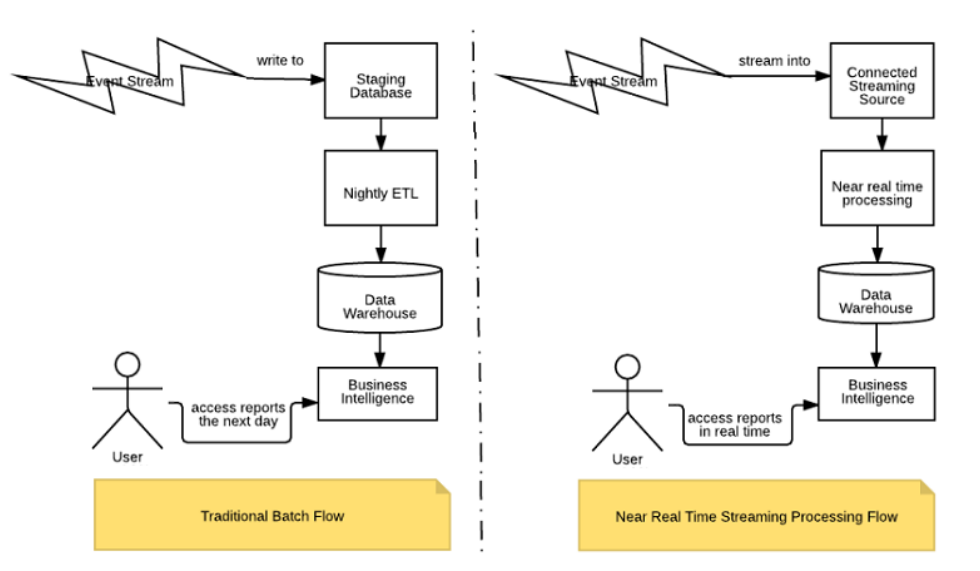 Event Stream
write to
Staging
Database
Nightly ETL
Data
Warehouse
Business
Intelligence
access reports
the next day
User
Traditional Batch Flow
Event Stream
stream into
Connected
Streaming
Source
Near real time
processing
Data
Warehouse
Business
Intelligence
access reports
in real time
User
Near Real Time Streaming Processing Flow